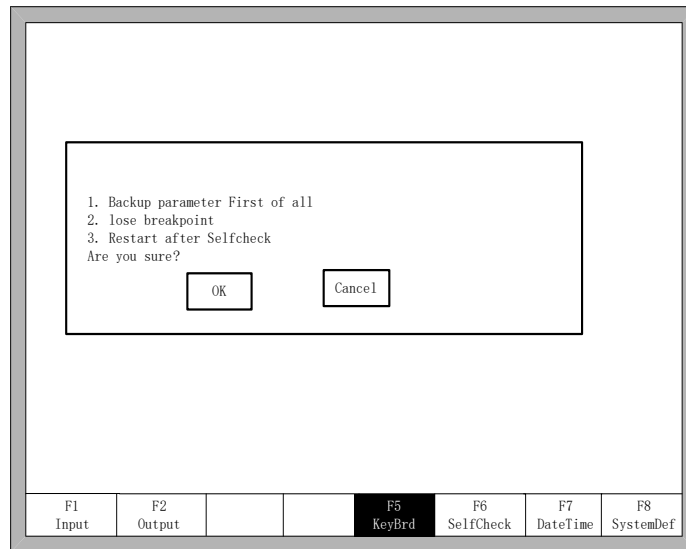 1. Backup parameter First of all
2. lose breakpoint
3. Restart after Selfcheck
Are you sure?
OK
Cancel
F1 F2 F5 F6 F7 F8
Input Output KeyBrd SelfCheck DateTime SystemDef